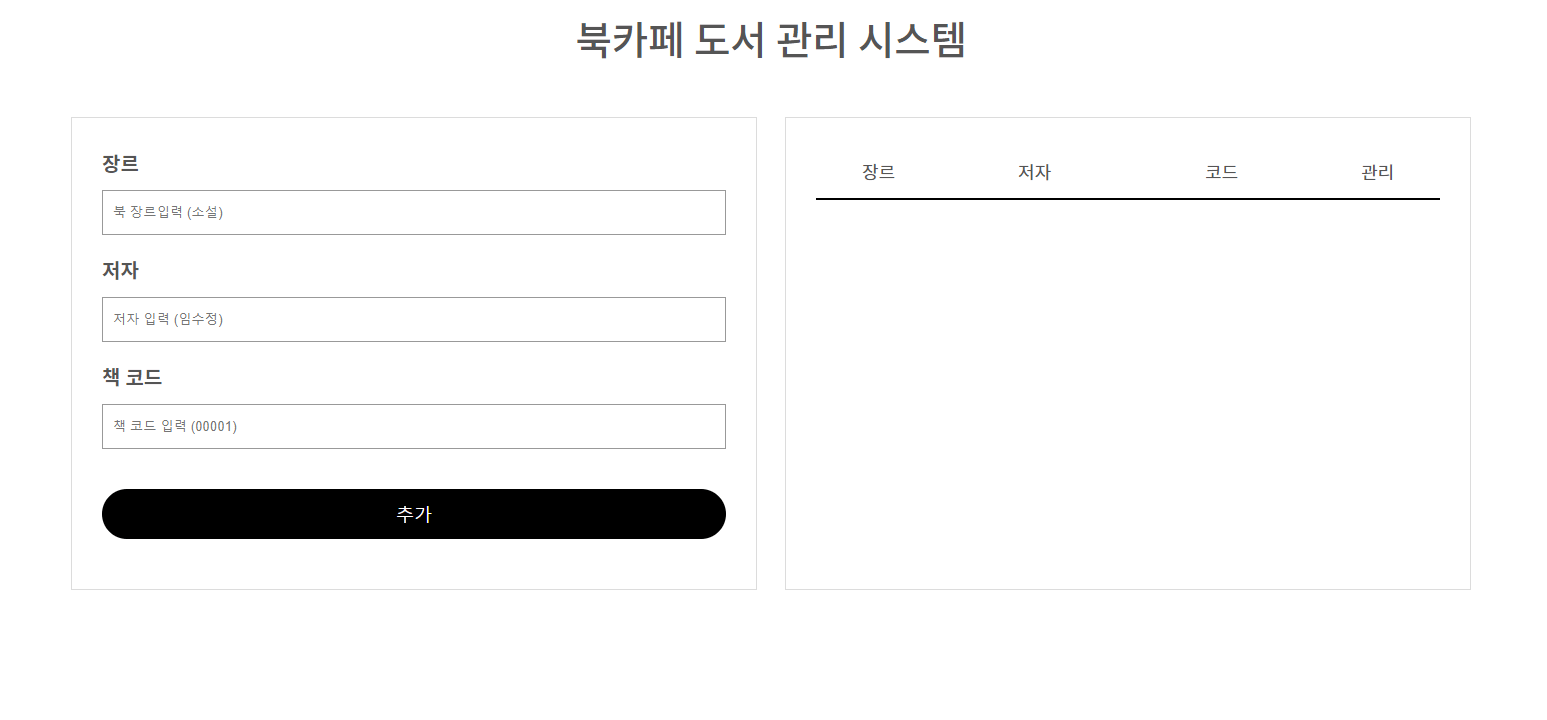 북카페 도서 관리 시스템
장르
북 장르입력 (소설)
저자
저자 입력 (임수정)
책 코드
책 코드 입력 (00001)
추가
장르 저자 코드 관리